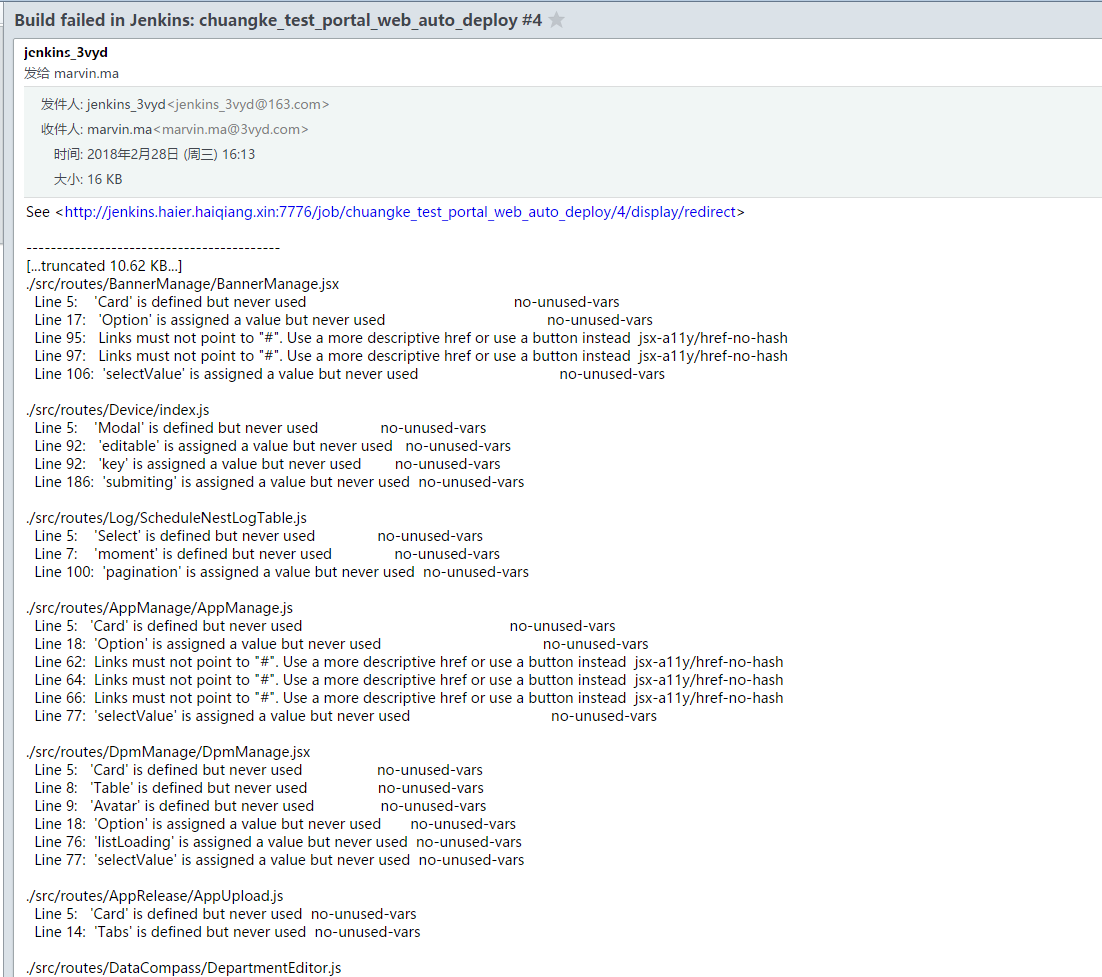 Build failed in Jenkins: chuangke_test_portal_web_auto_deploy #4
jenkins_3vyd
发给 marvin.ma
发件人: jenkins_3vyd<jenkins_3vyd@163.com>
收件人: marvin.ma<marvin.ma@3vyd.com>
时间: 2018年2月28日 (周三) 16:13
大小: 16 KB
See <http://jenkins.haier.haiqiang.xin:7776/job/chuangke_test_portal_web_auto_deploy/4/display/redirect>
------------------------------------------
[...truncated 10.62 KB...]
./src/routes/BannerManage/BannerManage.jsx
Line 5: 'Card' is defined but never used no-unused-vars
Line 17: 'Option' is assigned a value but never used no-unused-vars
Line 95: Links must not point to "#". Use a more descriptive href or use a button instead jsx-a11y/href-no-hash
Line 97: Links must not point to "#". Use a more descriptive href or use a button instead jsx-a11y/href-no-hash
Line 106: 'selectValue' is assigned a value but never used no-unused-vars
./src/routes/Device/index.js
Line 5: 'Modal' is defined but never used no-unused-vars
Line 92: 'editable' is assigned a value but never used no-unused-vars
Line 92: 'key' is assigned a value but never used no-unused-vars
Line 186: 'submiting' is assigned a value but never used no-unused-vars
./src/routes/Log/ScheduleNestLogTable.js
Line 5: 'Select' is defined but never used no-unused-vars
Line 7: 'moment' is defined but never used no-unused-vars
Line 100: 'pagination' is assigned a value but never used no-unused-vars
./src/routes/AppManage/AppManage.js
Line 5: 'Card' is defined but never used no-unused-vars
Line 18: 'Option' is assigned a value but never used no-unused-vars
Line 62: Links must not point to "#". Use a more descriptive href or use a button instead jsx-a11y/href-no-hash
Line 64: Links must not point to "#". Use a more descriptive href or use a button instead jsx-a11y/href-no-hash
Line 66: Links must not point to "#". Use a more descriptive href or use a button instead jsx-a11y/href-no-hash
Line 77: 'selectValue' is assigned a value but never used no-unused-vars
./src/routes/DpmManage/DpmManage.jsx
Line 5: 'Card' is defined but never used no-unused-vars
Line 8: 'Table' is defined but never used no-unused-vars
Line 9: 'Avatar' is defined but never used no-unused-vars
Line 18: 'Option' is assigned a value but never used no-unused-vars
Line 76: 'listLoading' is assigned a value but never used no-unused-vars
Line 77: 'selectValue' is assigned a value but never used no-unused-vars
./src/routes/AppRelease/AppUpload.js
Line 5: 'Card' is defined but never used no-unused-vars
Line 14: 'Tabs' is defined but never used no-unused-vars
./src/routes/DataCompass/DepartmentEditor.js